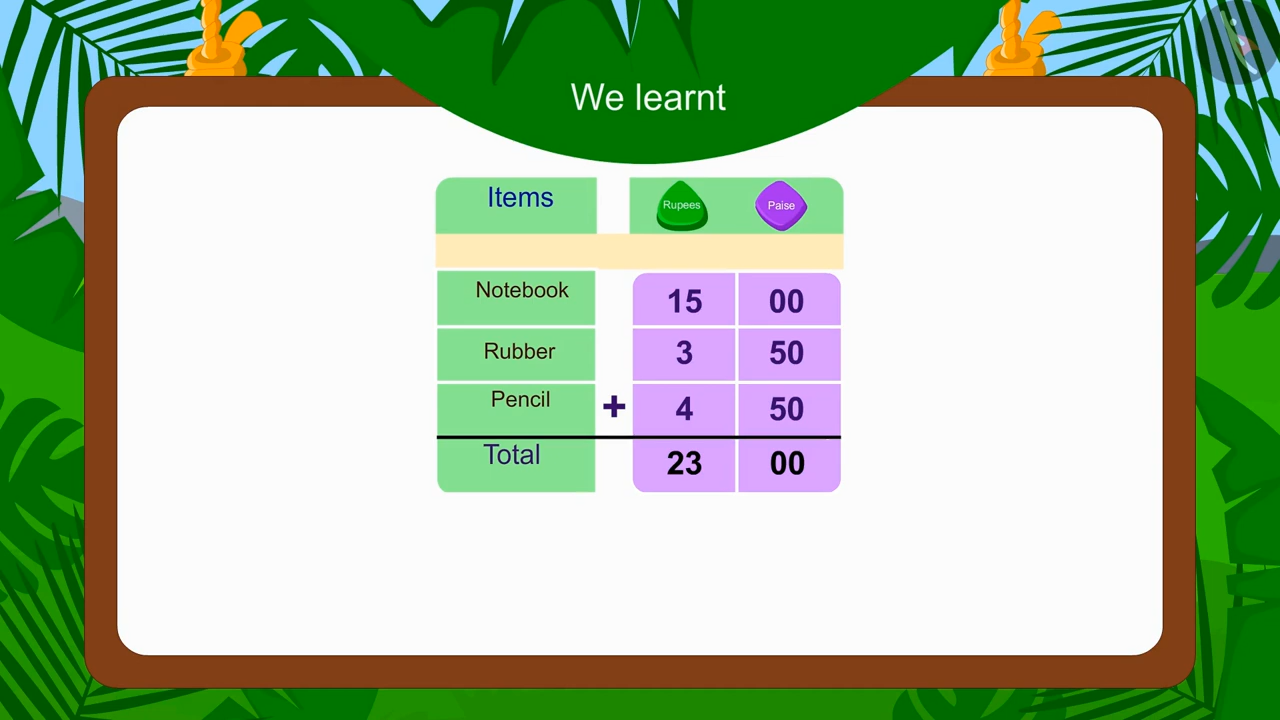 We learnt
Items Rupees Paise
Notebook 15 00
Rubber 3 50
Pencil + 4 50
Total 23 00